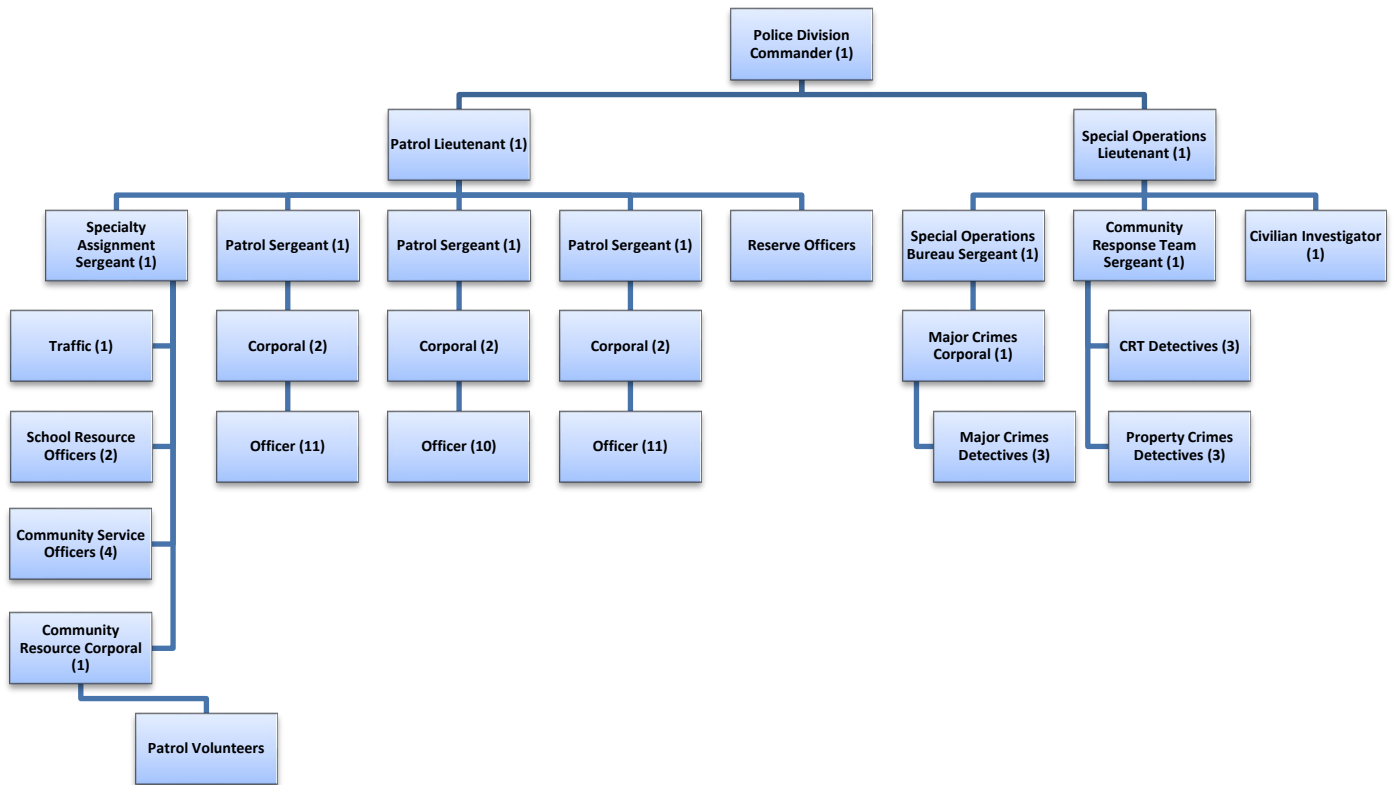 Police Division
Commander (1)
Patrol Lieutenant (1)
Special Operations
Lieutenant (1)
Specialty
Assignment
Sergeant (1)
Patrol Sergeant (1)
Patrol Sergeant (1)
Patrol Sergeant (1)
Reserve Officers
Special Operations
Bureau Sergeant (1)
Community
Response Team
Sergeant (1)
Civilian Investigator
(1)
Traffic (1)
Corporal (2)
Corporal (2)
Corporal (2)
Major Crimes
Corporal (1)
CRT Detectives (3)
School Resource
Officers (2)
Officer (11)
Officer (10)
Officer (11)
Major Crimes
Detectives (3)
Property Crimes
Detectives (3)
Community Service
Officers (4)
Community
Resource Corporal
(1)
Patrol Volunteers